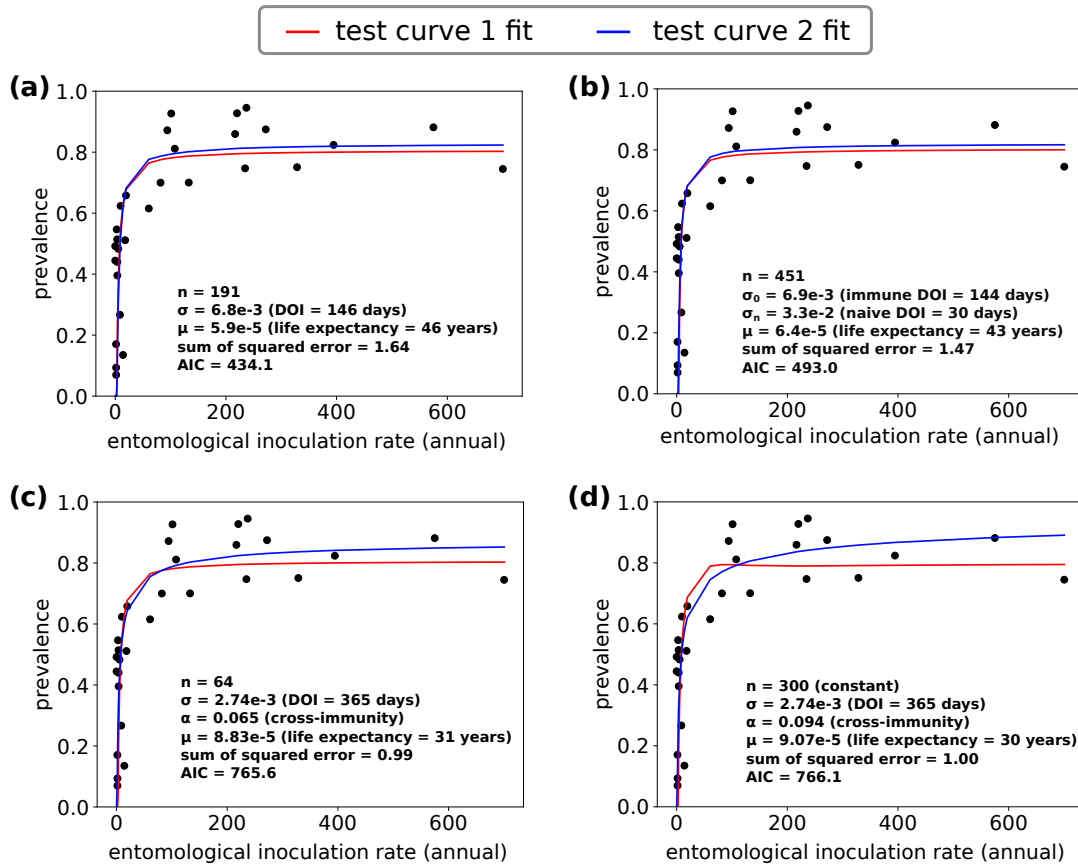 test curve 1 fit
test curve 2 fit
(a)
1.0
0.8
0.6
0.4
0.2
0.0
prevalence
n = 191
σ = 6.8e-3 (DOI = 146 days)
μ = 5.9e-5 (life expectancy = 46 years)
sum of squared error = 1.64
AIC = 434.1
0
200
400
600
entomological inoculation rate (annual)
(b)
1.0
0.8
0.6
0.4
0.2
0.0
prevalence
n = 451
σ₀ = 6.9e-3 (immune DOI = 144 days)
σₙ = 3.3e-2 (naive DOI = 30 days)
μ = 6.4e-5 (life expectancy = 43 years)
sum of squared error = 1.47
AIC = 493.0
0
200
400
600
entomological inoculation rate (annual)
(c)
1.0
0.8
0.6
0.4
0.2
0.0
prevalence
n = 64
σ = 2.74e-3 (DOI = 365 days)
α = 0.065 (cross-immunity)
μ = 8.83e-5 (life expectancy = 31 years)
sum of squared error = 0.99
AIC = 765.6
0
200
400
600
entomological inoculation rate (annual)
(d)
1.0
0.8
0.6
0.4
0.2
0.0
prevalence
n = 300 (constant)
σ = 2.74e-3 (DOI = 365 days)
α = 0.094 (cross-immunity)
μ = 9.07e-5 (life expectancy = 30 years)
sum of squared error = 1.00
AIC = 766.1
0
200
400
600
entomological inoculation rate (annual)